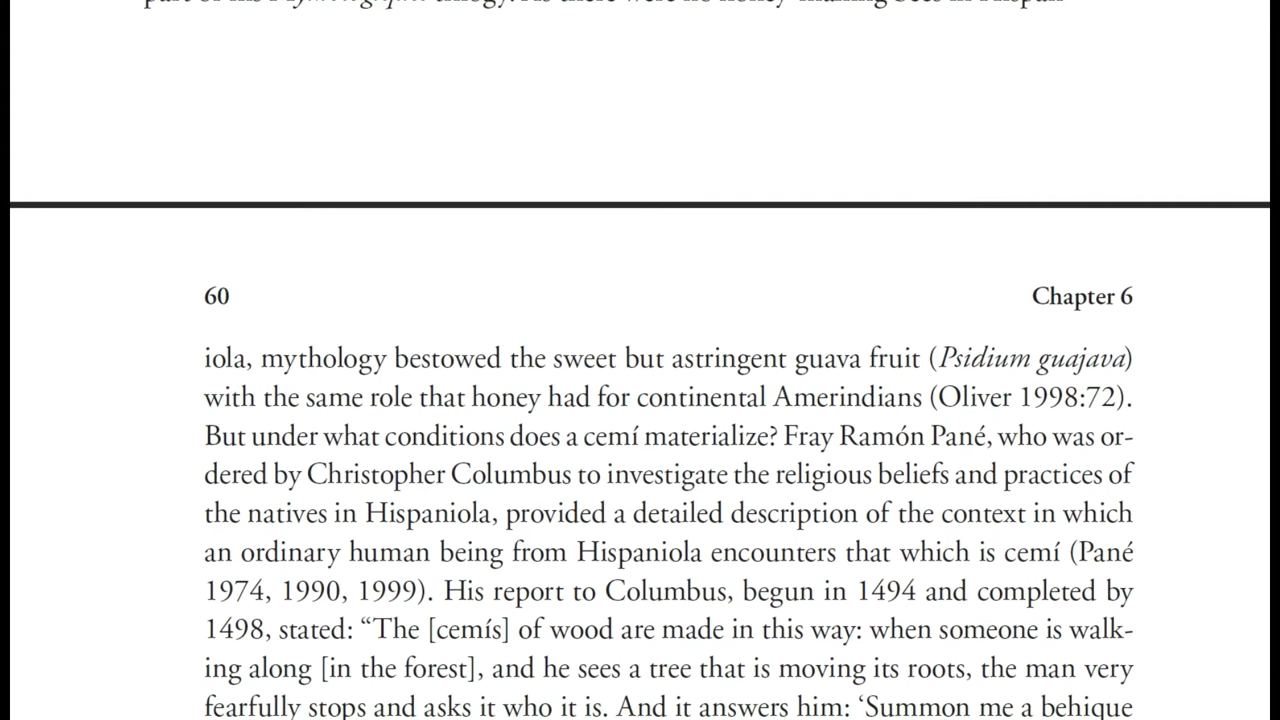 60 Chapter 6
iola, mythology bestowed the sweet but astringent guava fruit (Psidium guajava)
with the same role that honey had for continental Amerindians (Oliver 1998:72).
But under what conditions does a cemí materialize? Fray Ramón Pané, who was or-
dered by Christopher Columbus to investigate the religious beliefs and practices of
the natives in Hispaniola, provided a detailed description of the context in which
an ordinary human being from Hispaniola encounters that which is cemí (Pané
1974, 1990, 1999). His report to Columbus, begun in 1494 and completed by
1498, stated: “The [cemís] of wood are made in this way: when someone is walk-
ing along [in the forest], and he sees a tree that is moving its roots, the man very
fearfully stops and asks it who it is. And it answers him: ‘Summon me a behique